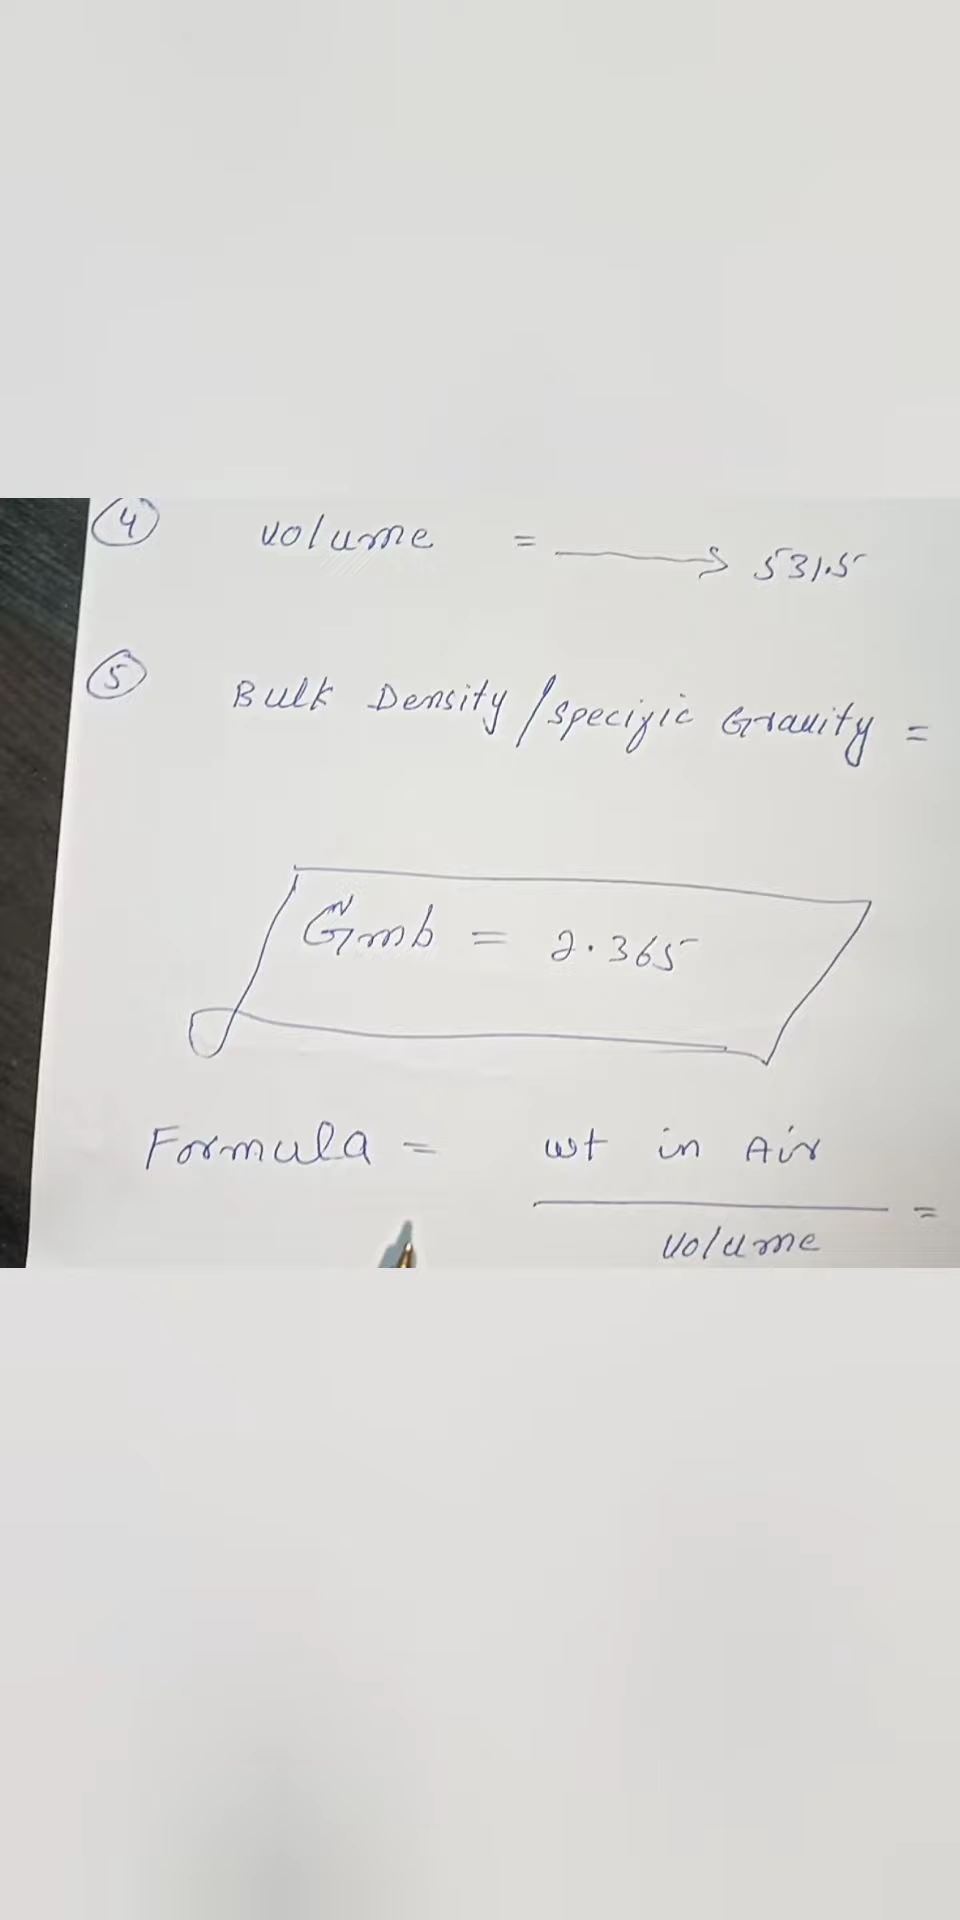 4 Volume = → 531.5
5 Bulk Density / Specific Gravity =
Gmb = 2.365
Formula = wt in Air
volume =